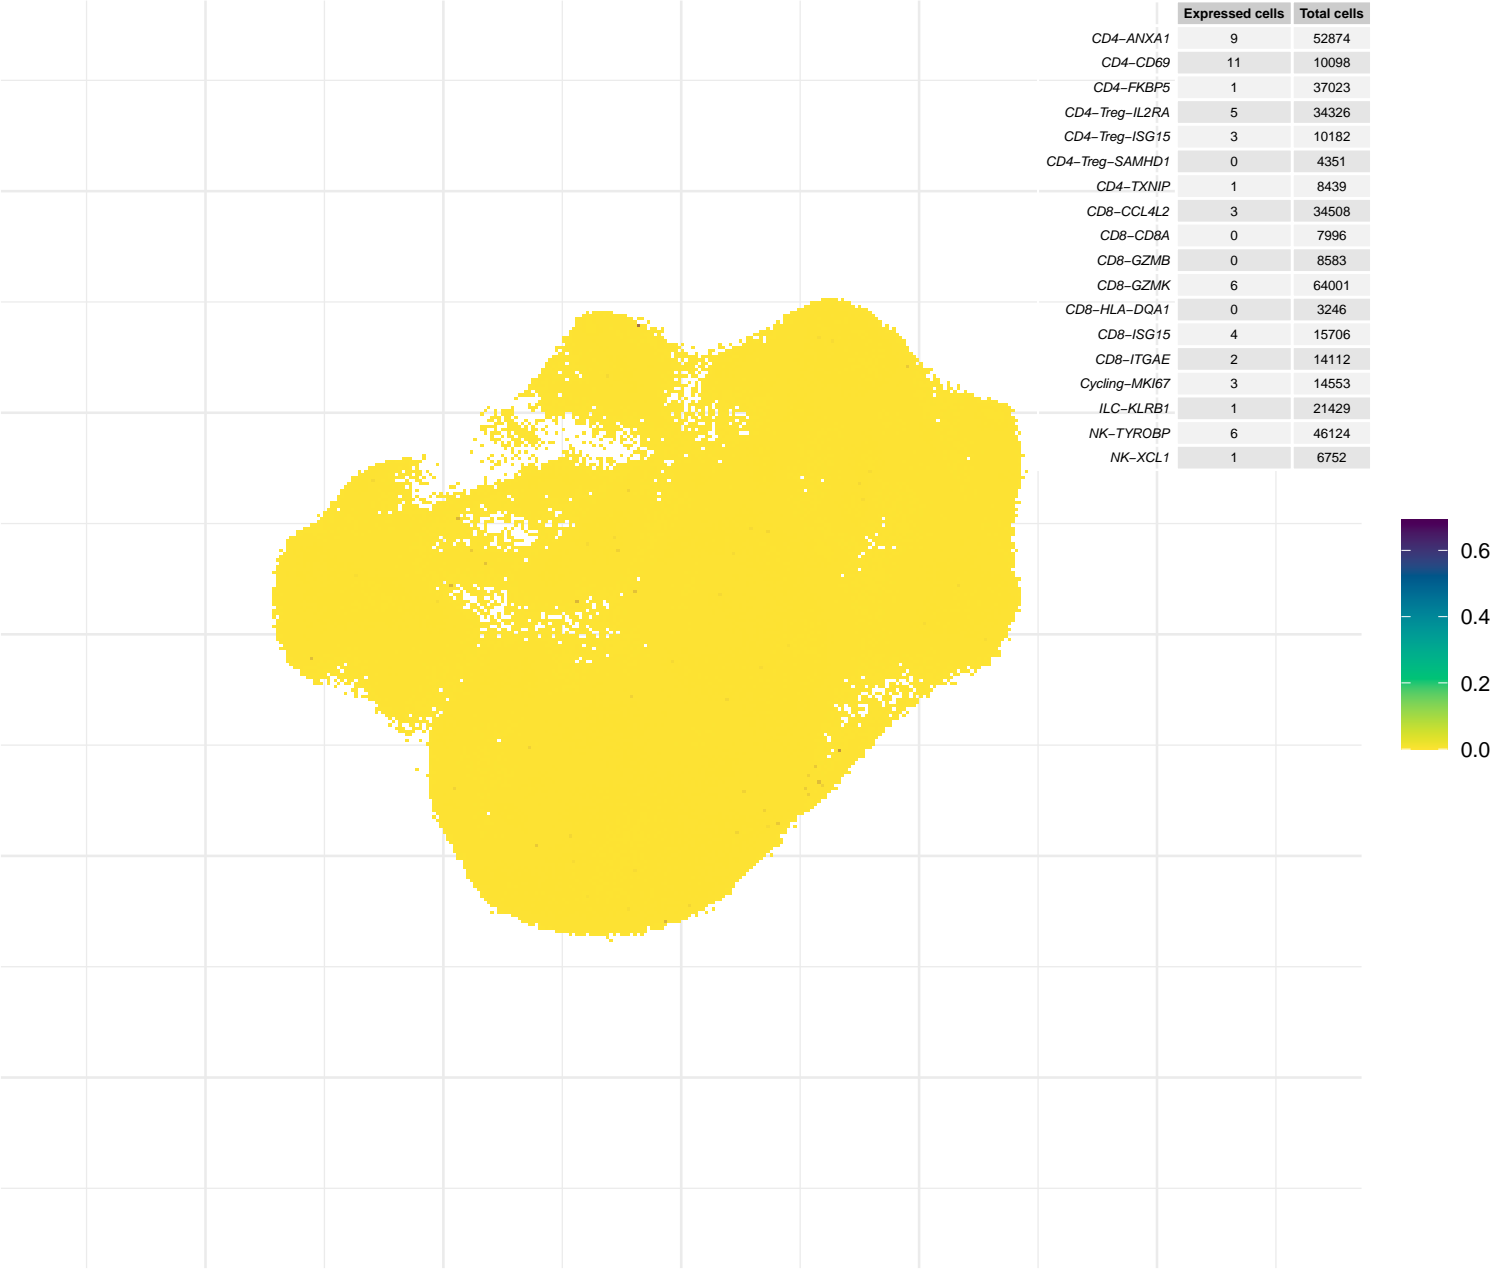 Expressed cells Total cells
CD4−ANXA1 9 52874
CD4−CD69 11 10098
CD4−FKBP5 1 37023
CD4−Treg−IL2RA 5 34326
CD4−Treg−ISG15 3 10182
CD4−Treg−SAMHD1 0 4351
CD4−TXNIP 1 8439
CD8−CCL4L2 3 34508
CD8−CD8A 0 7996
CD8−GZMB 0 8583
CD8−GZMK 6 64001
CD8−HLA−DQA1 0 3246
CD8−ISG15 4 15706
CD8−ITGAE 2 14112
Cycling−MKI67 3 14553
ILC−KLRB1 1 21429
NK−TYROBP 6 46124
NK−XCL1 1 6752
0.6
0.4
0.2
0.0